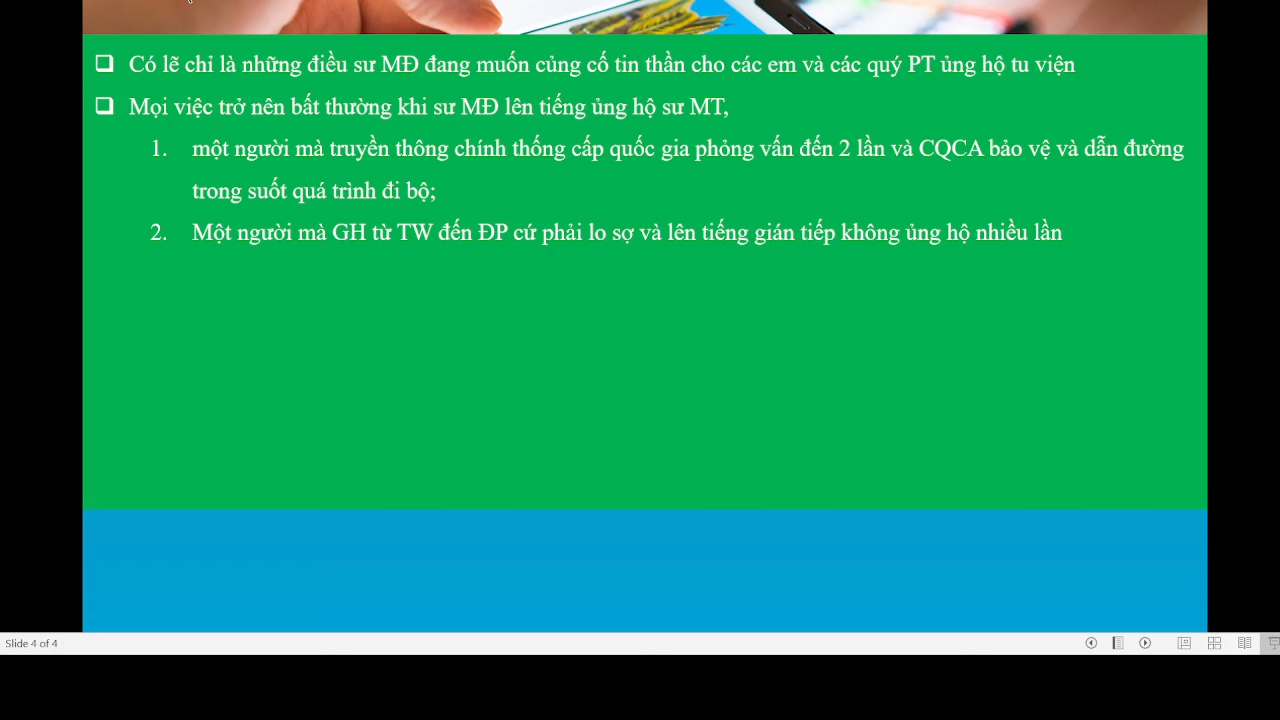 ❑ Có lẽ chỉ là những điều sư MĐ đang muốn củng cố tin thần cho các em và các quý PT ủng hộ tu viện
❑ Mọi việc trở nên bất thường khi sư MĐ lên tiếng ủng hộ sư MT,
1. một người mà truyền thông chính thống cấp quốc gia phỏng vấn đến 2 lần và CQCA bảo vệ và dẫn đường
trong suốt quá trình đi bộ;
2. Một người mà GH từ TW đến ĐP cứ phải lo sợ và lên tiếng gián tiếp không ủng hộ nhiều lần
Slide 4 of 4